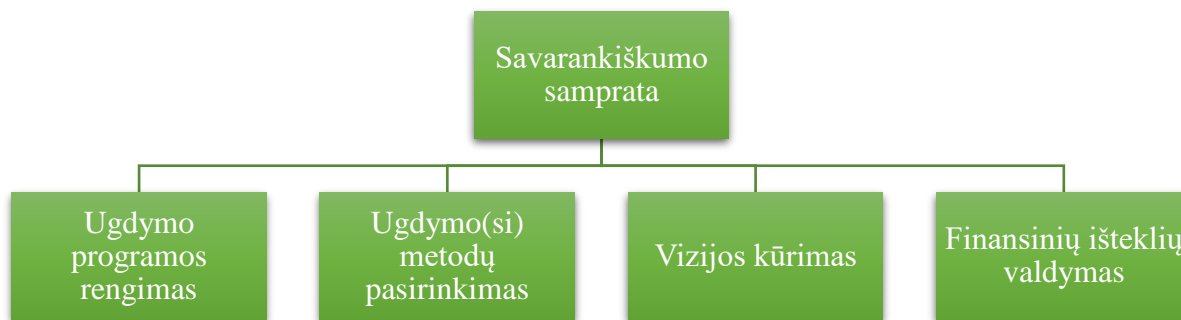 Savarankiškumo
samprata
Ugdymo
programos
rengimas
Ugdymo(si)
metodų
pasirinkimas
Vizijos kūrimas
Finansinių išteklių
valdymas